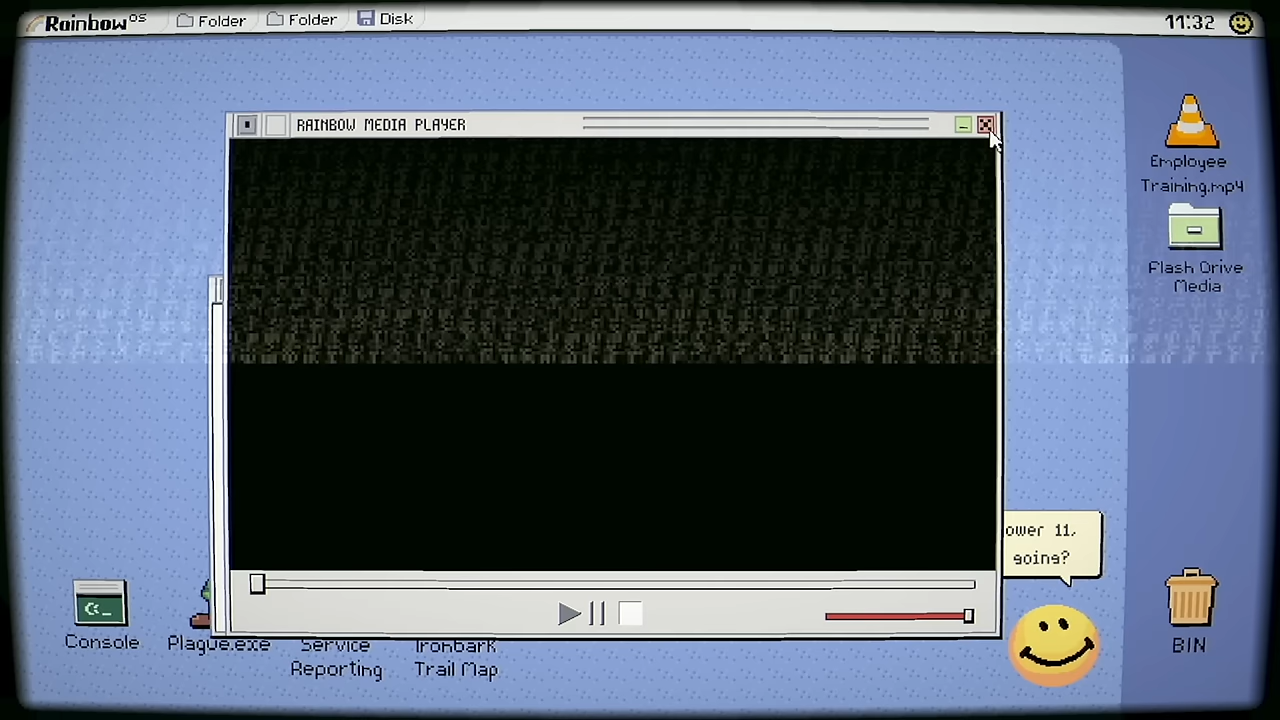 Rainbow OS
Folder
Folder
Disk
11:32
RAINBOW MEDIA PLAYER
Employee
Training.mp4
Flash Drive
Media
ower 11,
going?
Console
Plague.exe
Service
Reporting
Ironbark
Trail Map
BIN